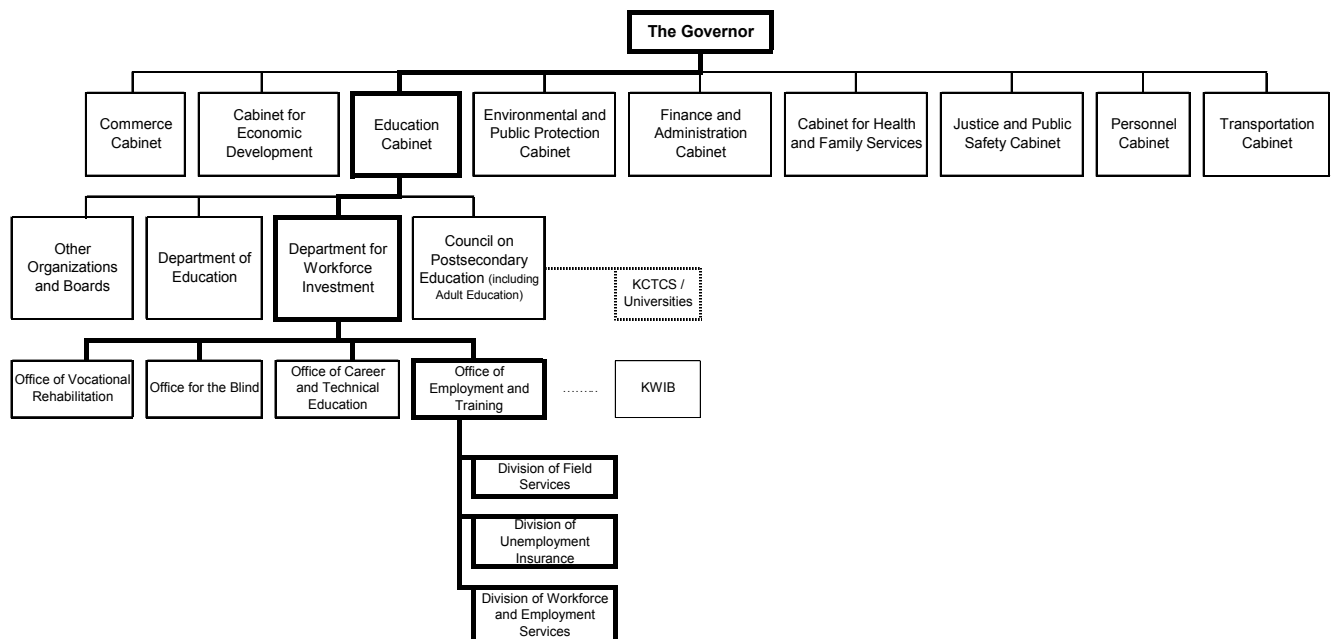 The Governor
Commerce
Cabinet
Cabinet for
Economic
Development
Education
Cabinet
Environmental and
Public Protection
Cabinet
Finance and
Administration
Cabinet
Cabinet for Health
and Family Services
Justice and Public
Safety Cabinet
Personnel
Cabinet
Transportation
Cabinet
Other
Organizations
and Boards
Department of
Education
Department for
Workforce
Investment
Council on
Postsecondary
Education (including
Adult Education)
KCTCS /
Universities
Office of Vocational
Rehabilitation
Office for the Blind
Office of Career
and Technical
Education
Office of
Employment and
Training
.........
KWIB
Division of Field
Services
Division of
Unemployment
Insurance
Division of Workforce
and Employment
Services